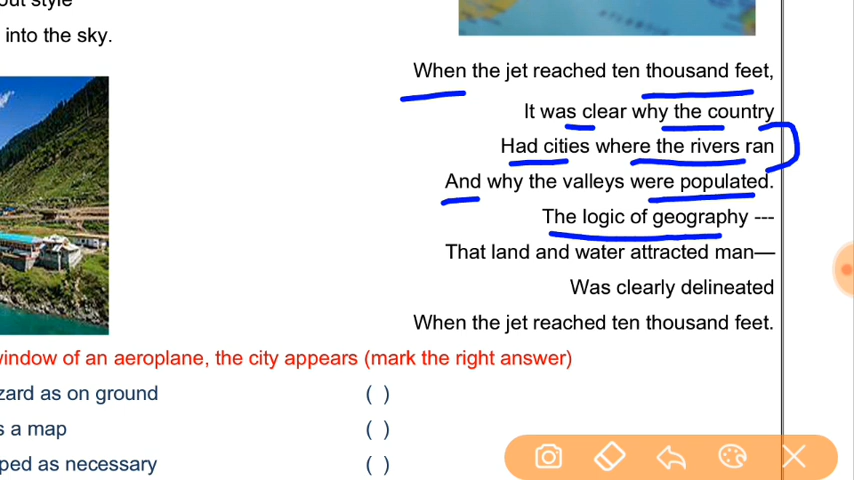 out style
into the sky.
When the jet reached ten thousand feet,
It was clear why the country
Had cities where the rivers ran
And why the valleys were populated.
The logic of geography ---
That land and water attracted man—
Was clearly delineated
When the jet reached ten thousand feet.
window of an aeroplane, the city appears (mark the right answer)
zard as on ground ( )
s a map ( )
ped as necessary ( )